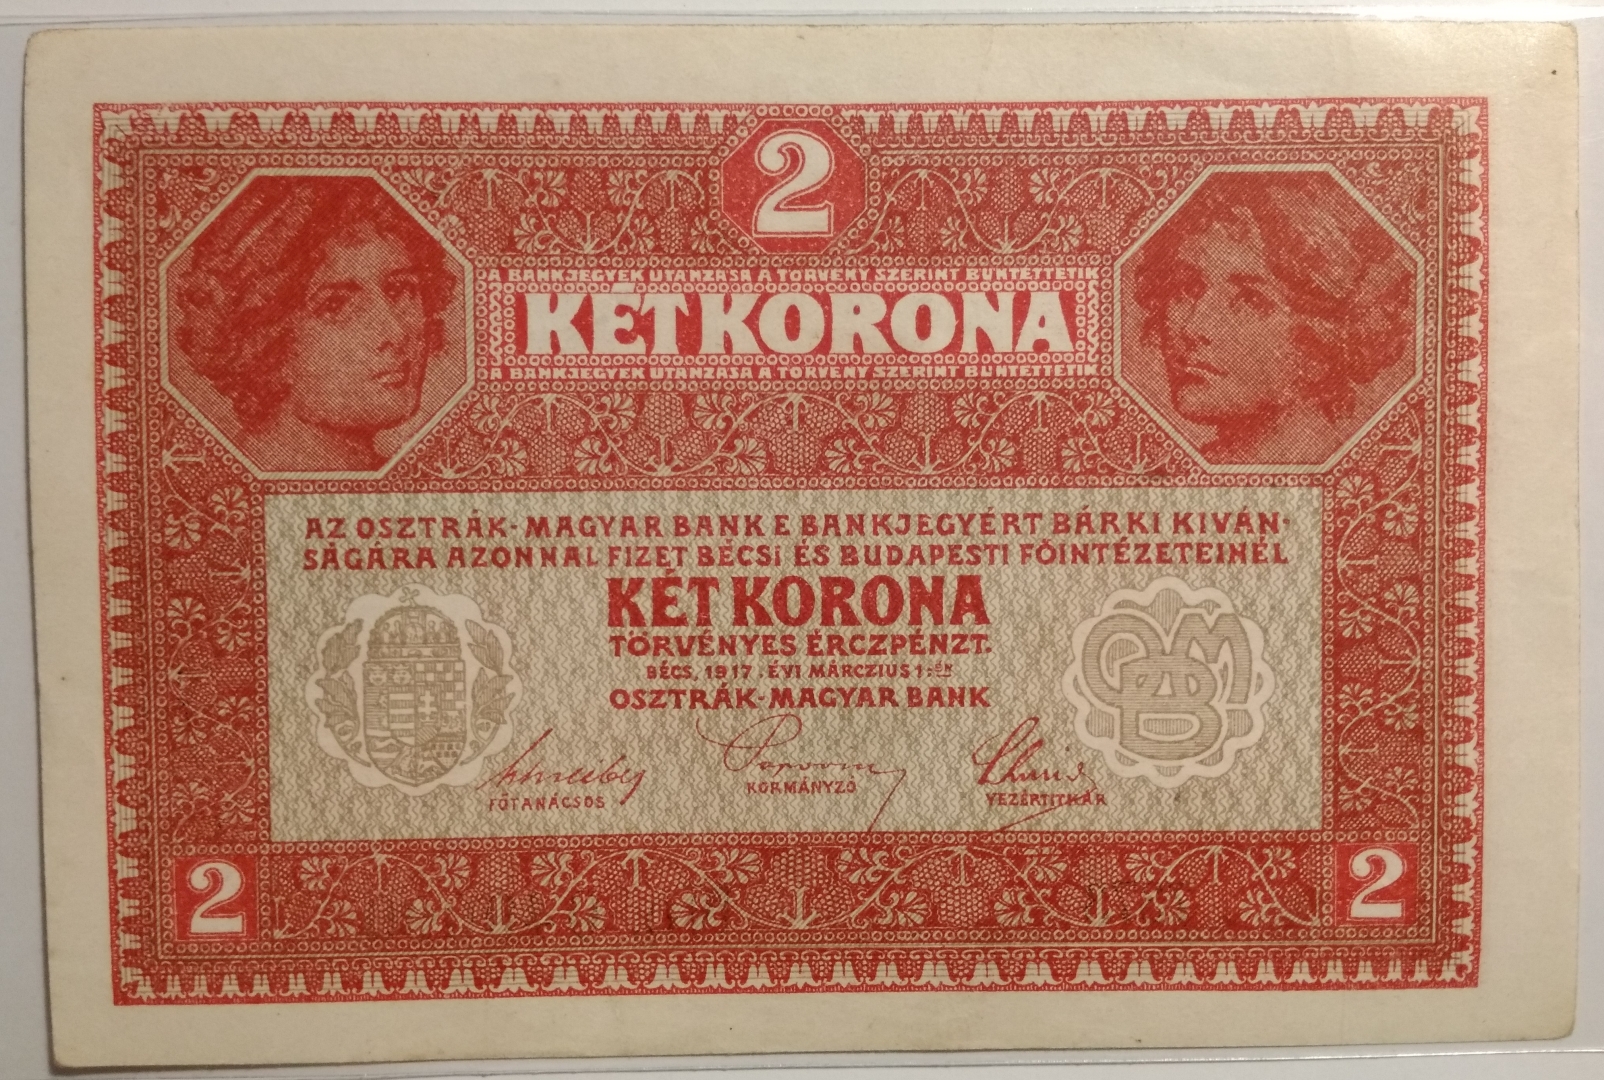 2
A BANKJEGYEK UTÁNZÁSA A TÖRVÉNY SZERINT BÜNTETTETIK
KÉT KORONA
A BANKJEGYEK UTÁNZÁSA A TÖRVÉNY SZERINT BÜNTETTETIK
AZ OSZTRÁK-MAGYAR BANK E BANKJEGYÉRT BÁRKI KIVÁN-
SÁGÁRA AZONNAL FIZET BÉCSI ÉS BUDAPESTI FŐINTÉZETEINÉL
KÉT KORONA
TÖRVÉNYES ÉRCZPÉNZT.
BÉCS, 1917. ÉVI MÁRCZIUS 1-ÉN
OSZTRÁK-MAGYAR BANK
FŐTANÁCSOS KORMÁNYZÓ VEZÉRTITKÁR
2 2